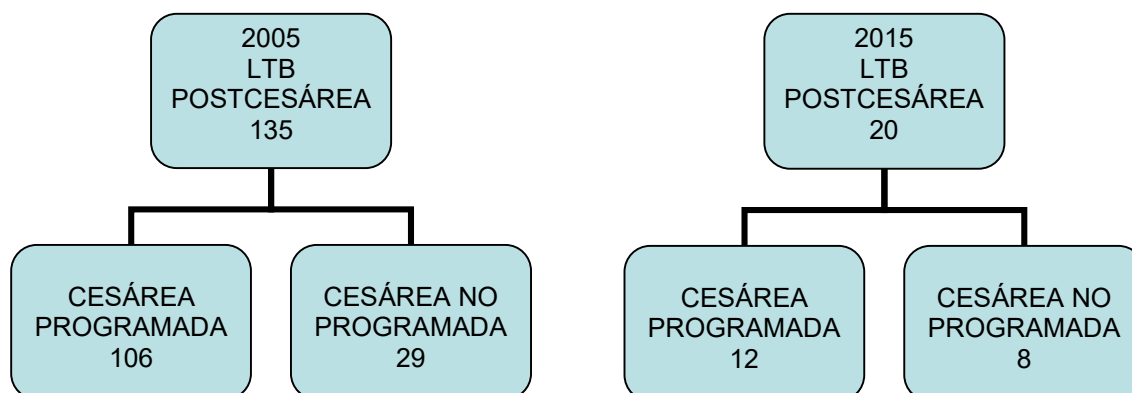 2005
LTB
POSTCESÁREA
135
2015
LTB
POSTCESÁREA
20
CESÁREA
PROGRAMADA
106
CESÁREA NO
PROGRAMADA
29
CESÁREA
PROGRAMADA
12
CESÁREA NO
PROGRAMADA
8